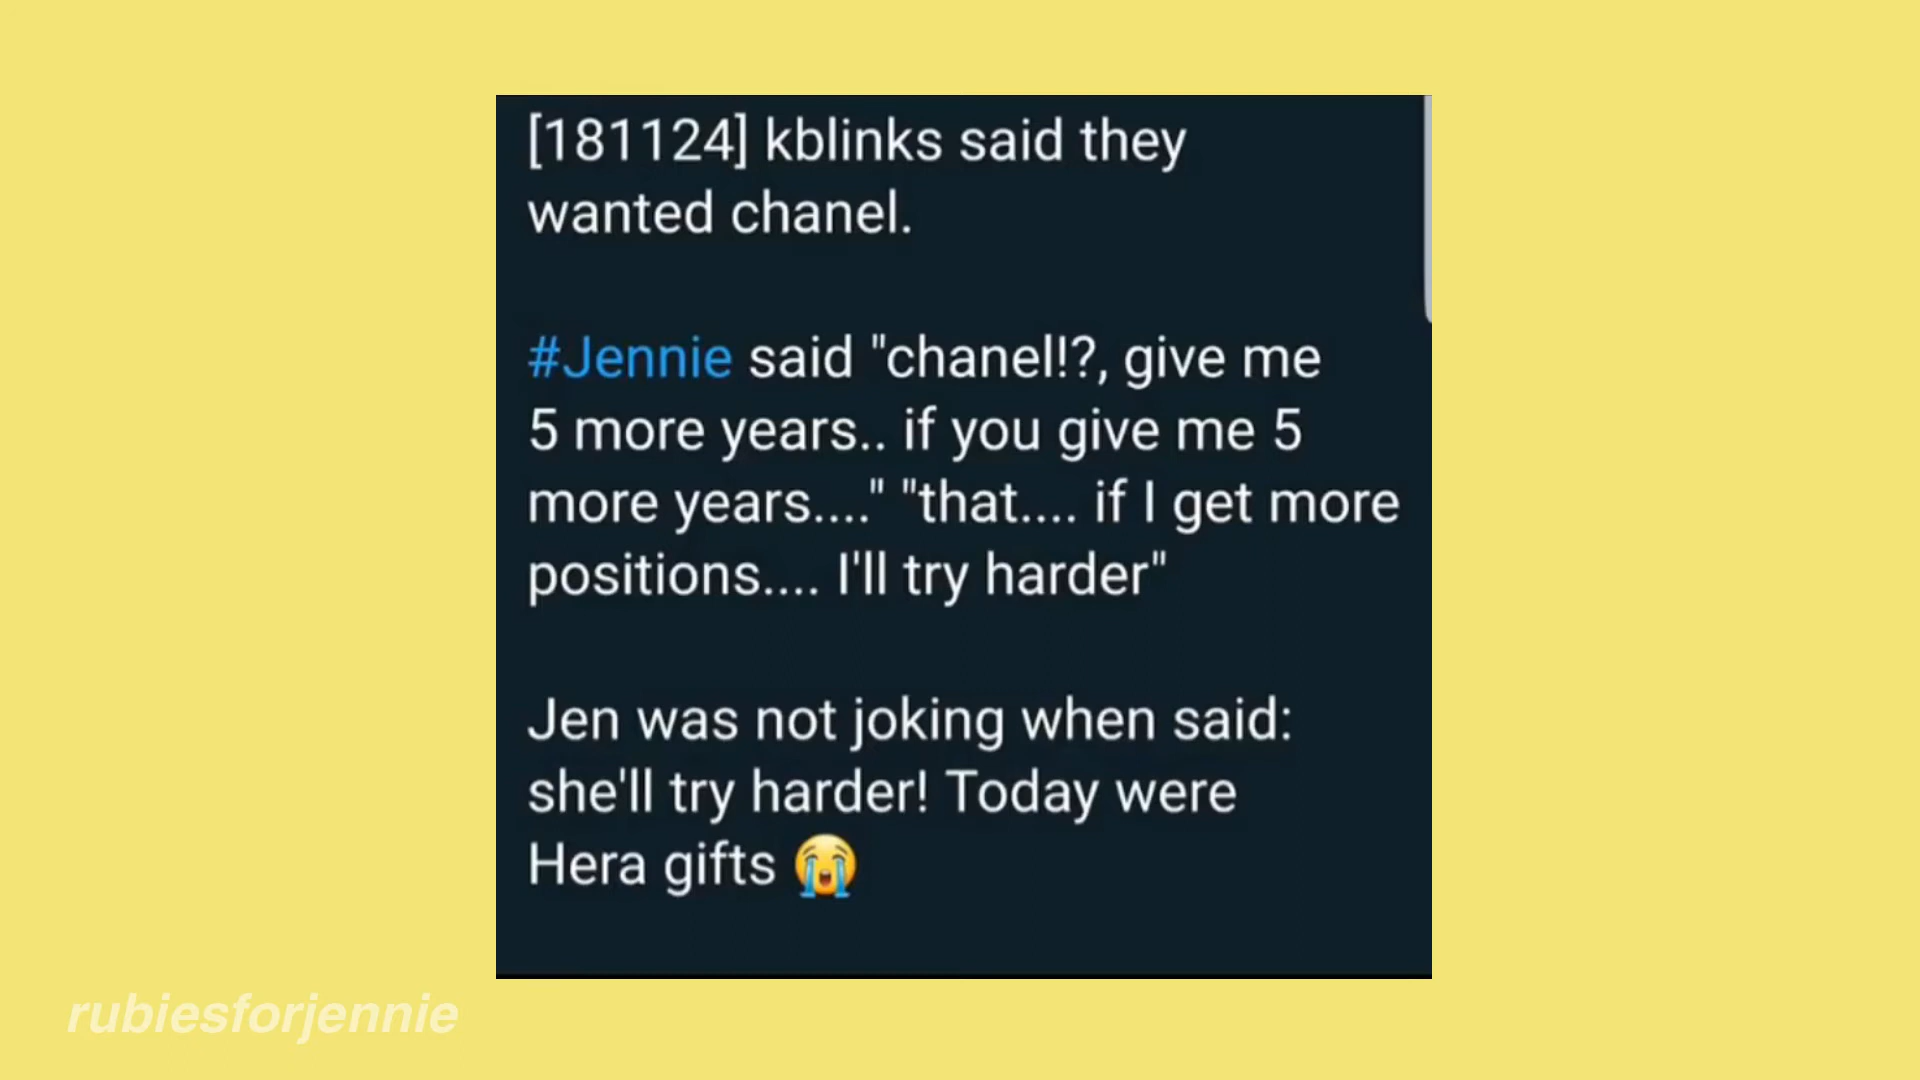 [181124] kblinks said they
wanted chanel.
#Jennie said "chanel!?, give me
5 more years.. if you give me 5
more years...." "that.... if I get more
positions.... I'll try harder"
Jen was not joking when said:
she'll try harder! Today were
Hera gifts 😭
rubiesforjennie